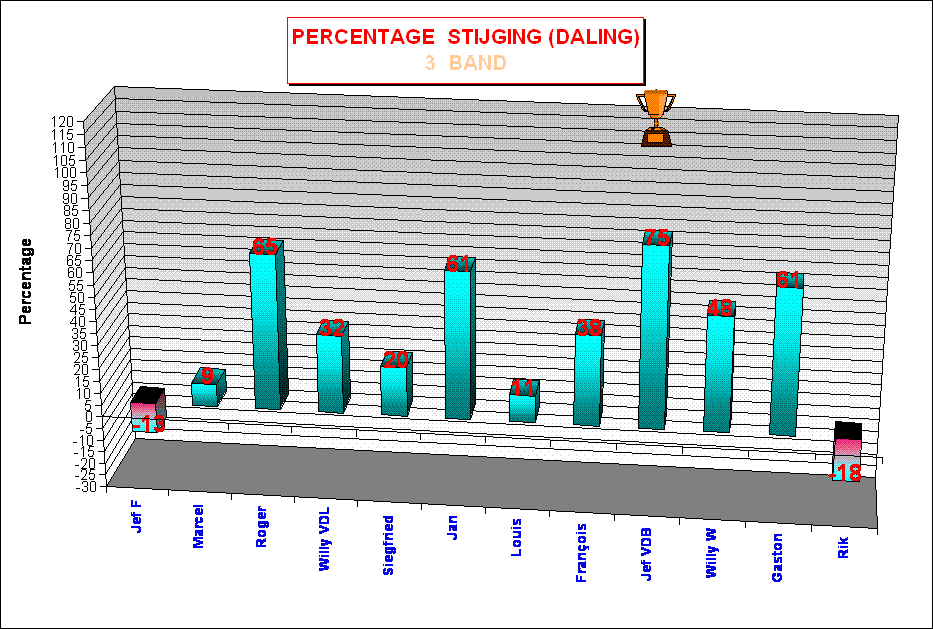 PERCENTAGE STIJGING (DALING)
3 BAND
Percentage
120
115
110
105
100
95
90
85
80
75
70
65
60
55
50
45
40
35
30
25
20
15
10
5
0
-5
-10
-15
-20
-25
-30
-13
9
65
32
20
61
11
38
75
48
61
-18
Jef F
Marcel
Roger
Willy VDL
Siegfried
Jan
Louis
François
Jef VDB
Willy W
Gaston
Rik